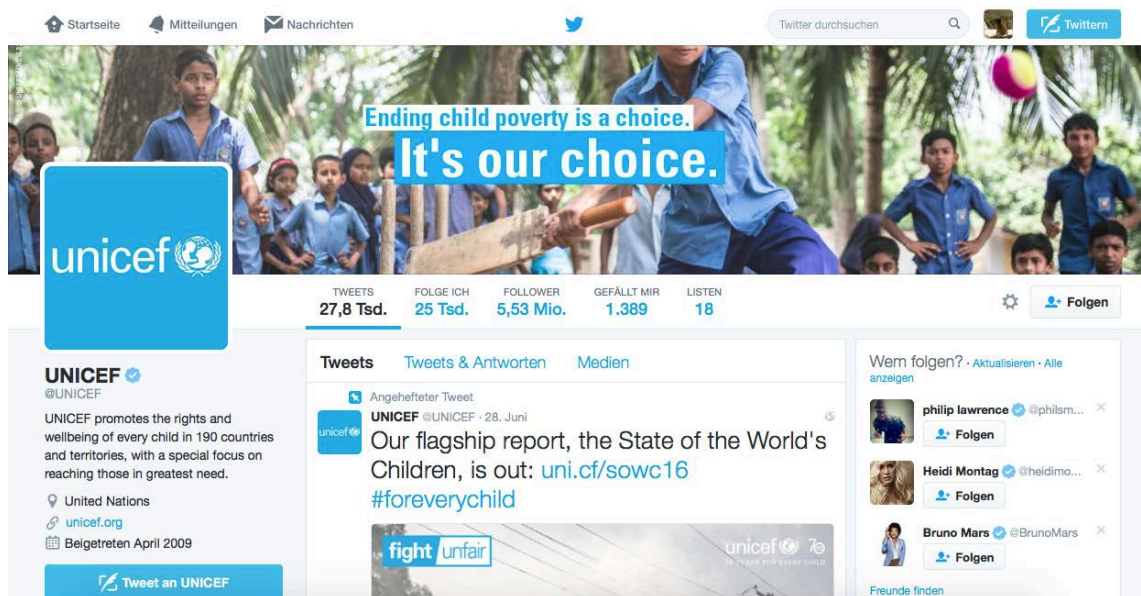 Startseite Mitteilungen Nachrichten Twitter durchsuchen Twittern
Ending child poverty is a choice.
It's our choice.
unicef
TWEETS FOLGE ICH FOLLOWER GEFÄLLT MIR LISTEN
27,8 Tsd. 25 Tsd. 5,53 Mio. 1.389 18
Folgen
UNICEF
@UNICEF
UNICEF promotes the rights and
wellbeing of every child in 190 countries
and territories, with a special focus on
reaching those in greatest need.
United Nations
unicef.org
Beigetreten April 2009
Tweet an UNICEF
Tweets Tweets & Antworten Medien
Angehefteter Tweet
unicef
UNICEF @UNICEF · 28. Juni
Our flagship report, the State of the World's
Children, is out: uni.cf/sowc16
#foreverychild
fight unfair
unicef 70
70 YEARS FOR EVERY CHILD
Wem folgen? · Aktualisieren · Alle
anzeigen
philip lawrence @philsm...
Folgen
Heidi Montag @heidimo...
Folgen
Bruno Mars @BrunoMars
Folgen
Freunde finden